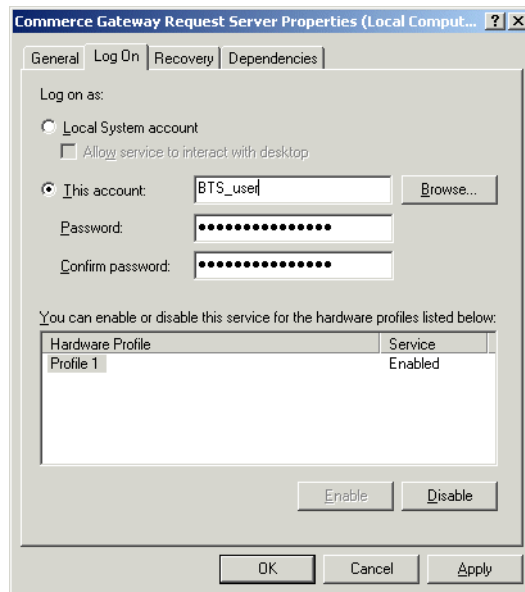 Commerce Gateway Request Server Properties (Local Comput...
General Log On Recovery Dependencies
Log on as:
Local System account
Allow service to interact with desktop
This account: BTS_user Browse...
Password: ●●●●●●●●●●●●●●●
Confirm password: ●●●●●●●●●●●●●●●
You can enable or disable this service for the hardware profiles listed below:
Hardware Profile Service
Profile 1 Enabled
Enable Disable
OK Cancel Apply